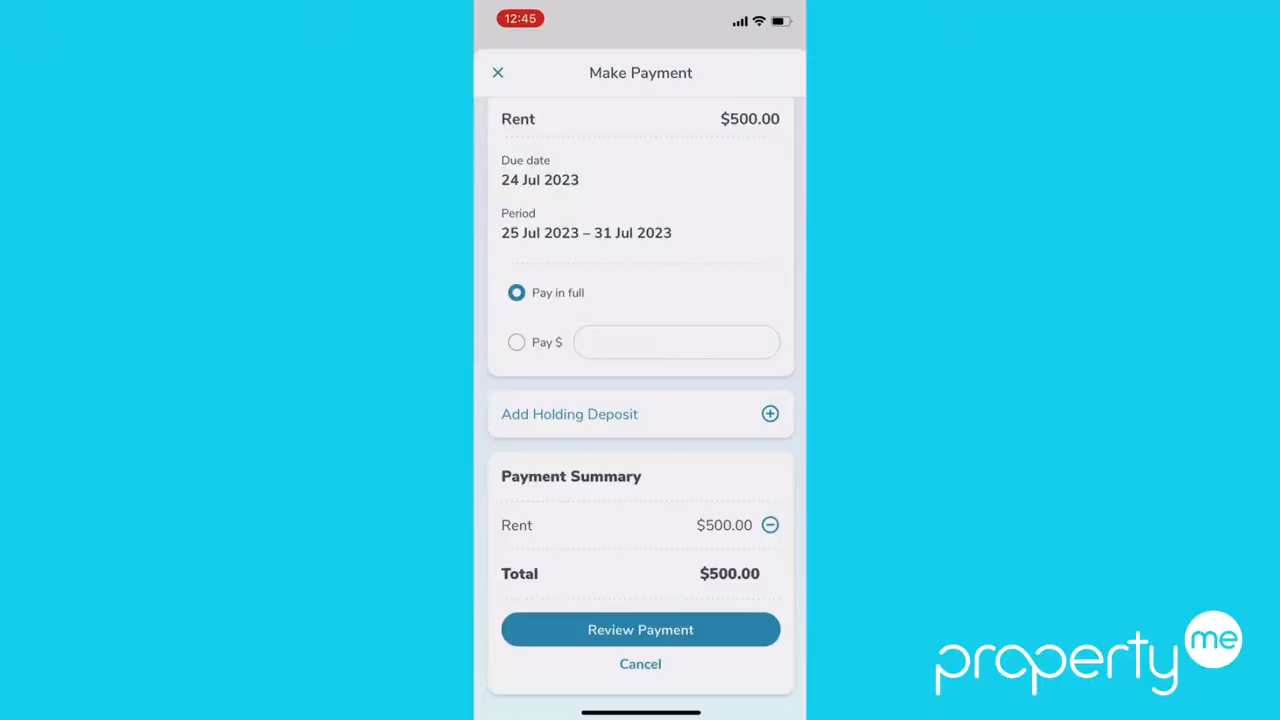 12:45
Make Payment
Rent $500.00
Due date
24 Jul 2023
Period
25 Jul 2023 – 31 Jul 2023
Pay in full
Pay $
Add Holding Deposit
Payment Summary
Rent $500.00
Total $500.00
Review Payment
Cancel
property me